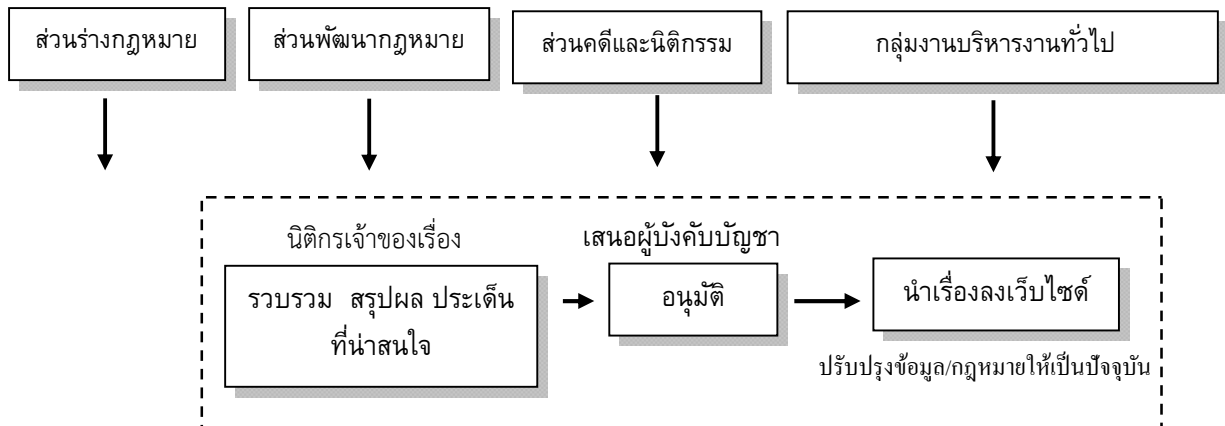 ส่วนร่างกฎหมาย
ส่วนพัฒนากฎหมาย
ส่วนคดีและนิติกรรม
กลุ่มงานบริหารงานทั่วไป
นิติกรเจ้าของเรื่อง
รวบรวม สรุปผล ประเด็น
ที่น่าสนใจ
เสนอผู้บังคับบัญชา
อนุมัติ
นำเรื่องลงเว็บไซด์
ปรับปรุงข้อมูล/กฎหมายให้เป็นปัจจุบัน